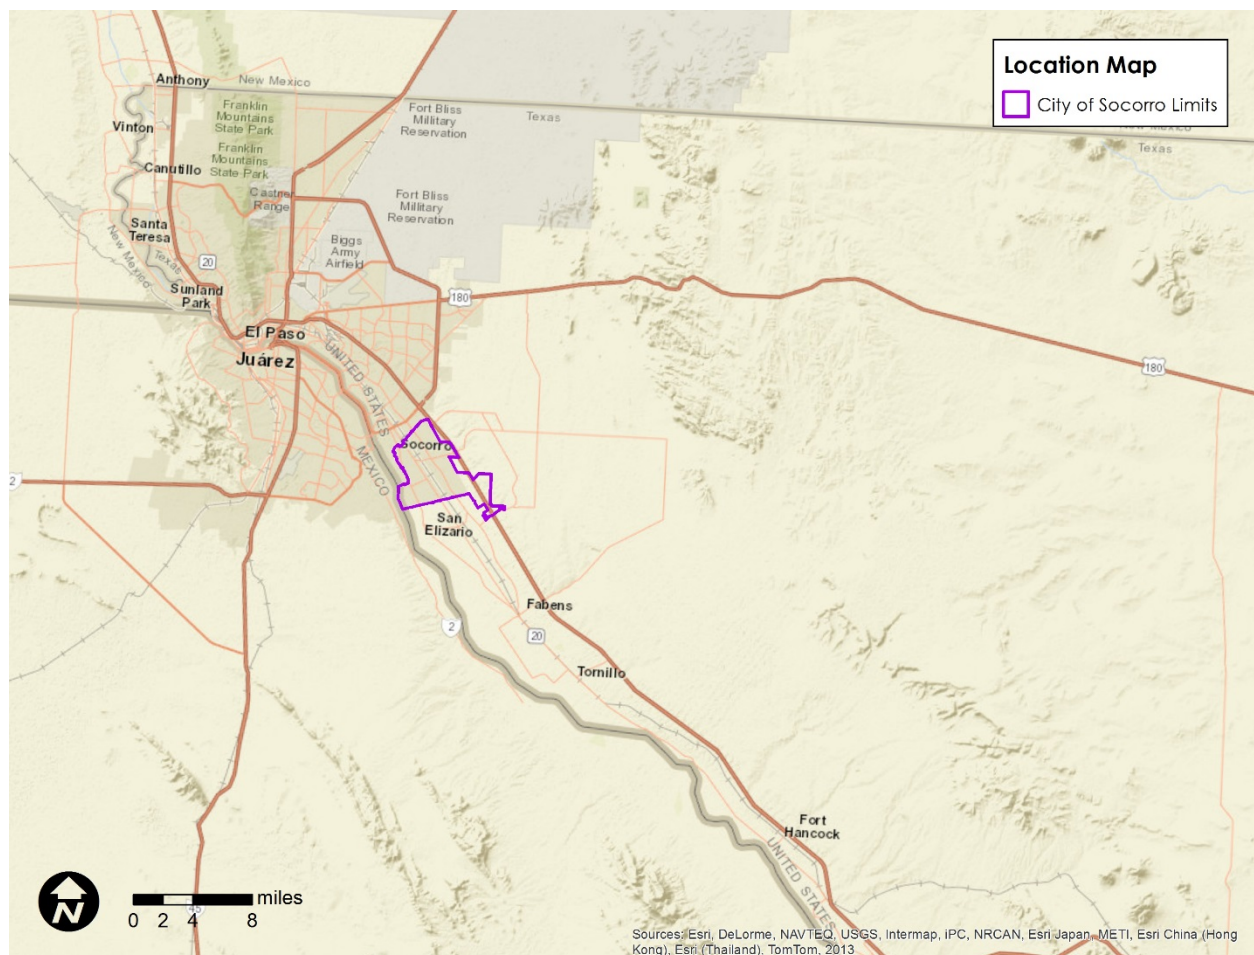 Location Map
City of Socorro Limits
Anthony
New Mexico
Texas
New Mexico
Texas
Franklin
Mountains
State Park
Fort Bliss
Military
Reservation
Vinton
Franklin
Mountains
State Park
Canutillo
Castner
Range
Fort Bliss
Military
Reservation
Santa
Teresa
New Mexico
Texas
20
Biggs
Army
Airfield
Sunland
Park
180
El Paso
Juárez
UNITED STATES
MEXICO
180
Socorro
2
San
Elizario
Fabens
2
20
Tornillo
Fort
Hancock
UNITED STATES
45
N
miles
0 2 4 8
Sources: Esri, DeLorme, NAVTEQ, USGS, Intermap, iPC, NRCAN, Esri Japan, METI, Esri China (Hong
Kong), Esri (Thailand), TomTom, 2013